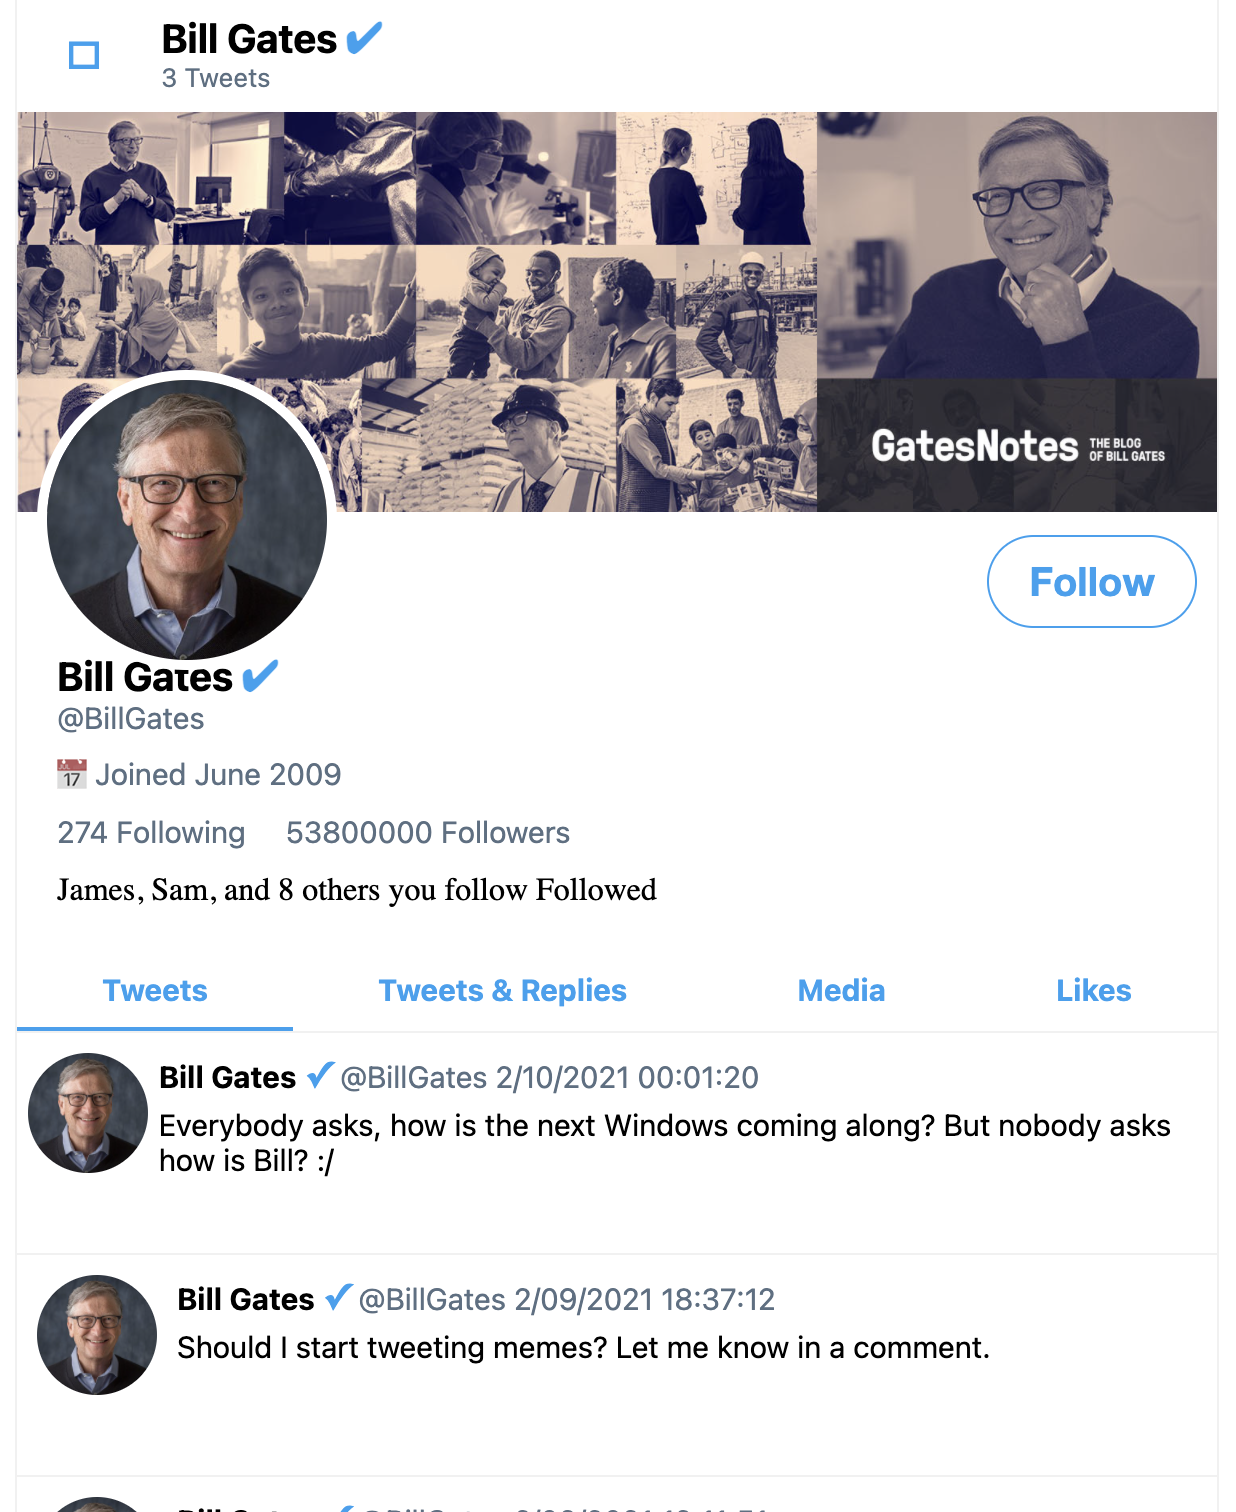 Bill Gates ✔
3 Tweets
GatesNotes THE BLOG
OF BILL GATES
Follow
Bill Gates ✔
@BillGates
📅 Joined June 2009
274 Following 53800000 Followers
James, Sam, and 8 others you follow Followed
Tweets Tweets & Replies Media Likes
Bill Gates ✔ @BillGates 2/10/2021 00:01:20
Everybody asks, how is the next Windows coming along? But nobody asks
how is Bill? :/
Bill Gates ✔ @BillGates 2/09/2021 18:37:12
Should I start tweeting memes? Let me know in a comment.